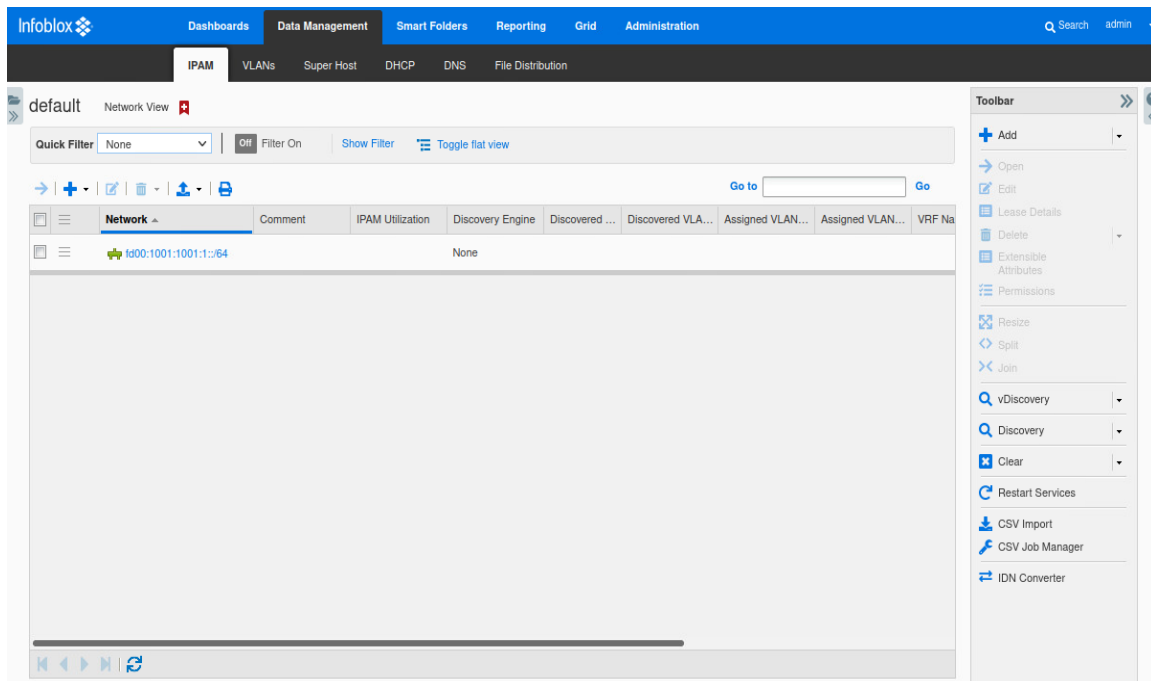 Infoblox Dashboards Data Management Smart Folders Reporting Grid Administration Search admin
IPAM VLANs Super Host DHCP DNS File Distribution
default Network View
Toolbar
Quick Filter None Off Filter On Show Filter Toggle flat view
Add
Go to Go
Open
Edit
Network Comment IPAM Utilization Discovery Engine Discovered ... Discovered VLA... Assigned VLAN... Assigned VLAN... VRF Na
Lease Details
Delete
fd00:1001:1001:1::/64 None
Extensible
Attributes
Permissions
Resize
Split
Join
vDiscovery
Discovery
Clear
Restart Services
CSV Import
CSV Job Manager
IDN Converter